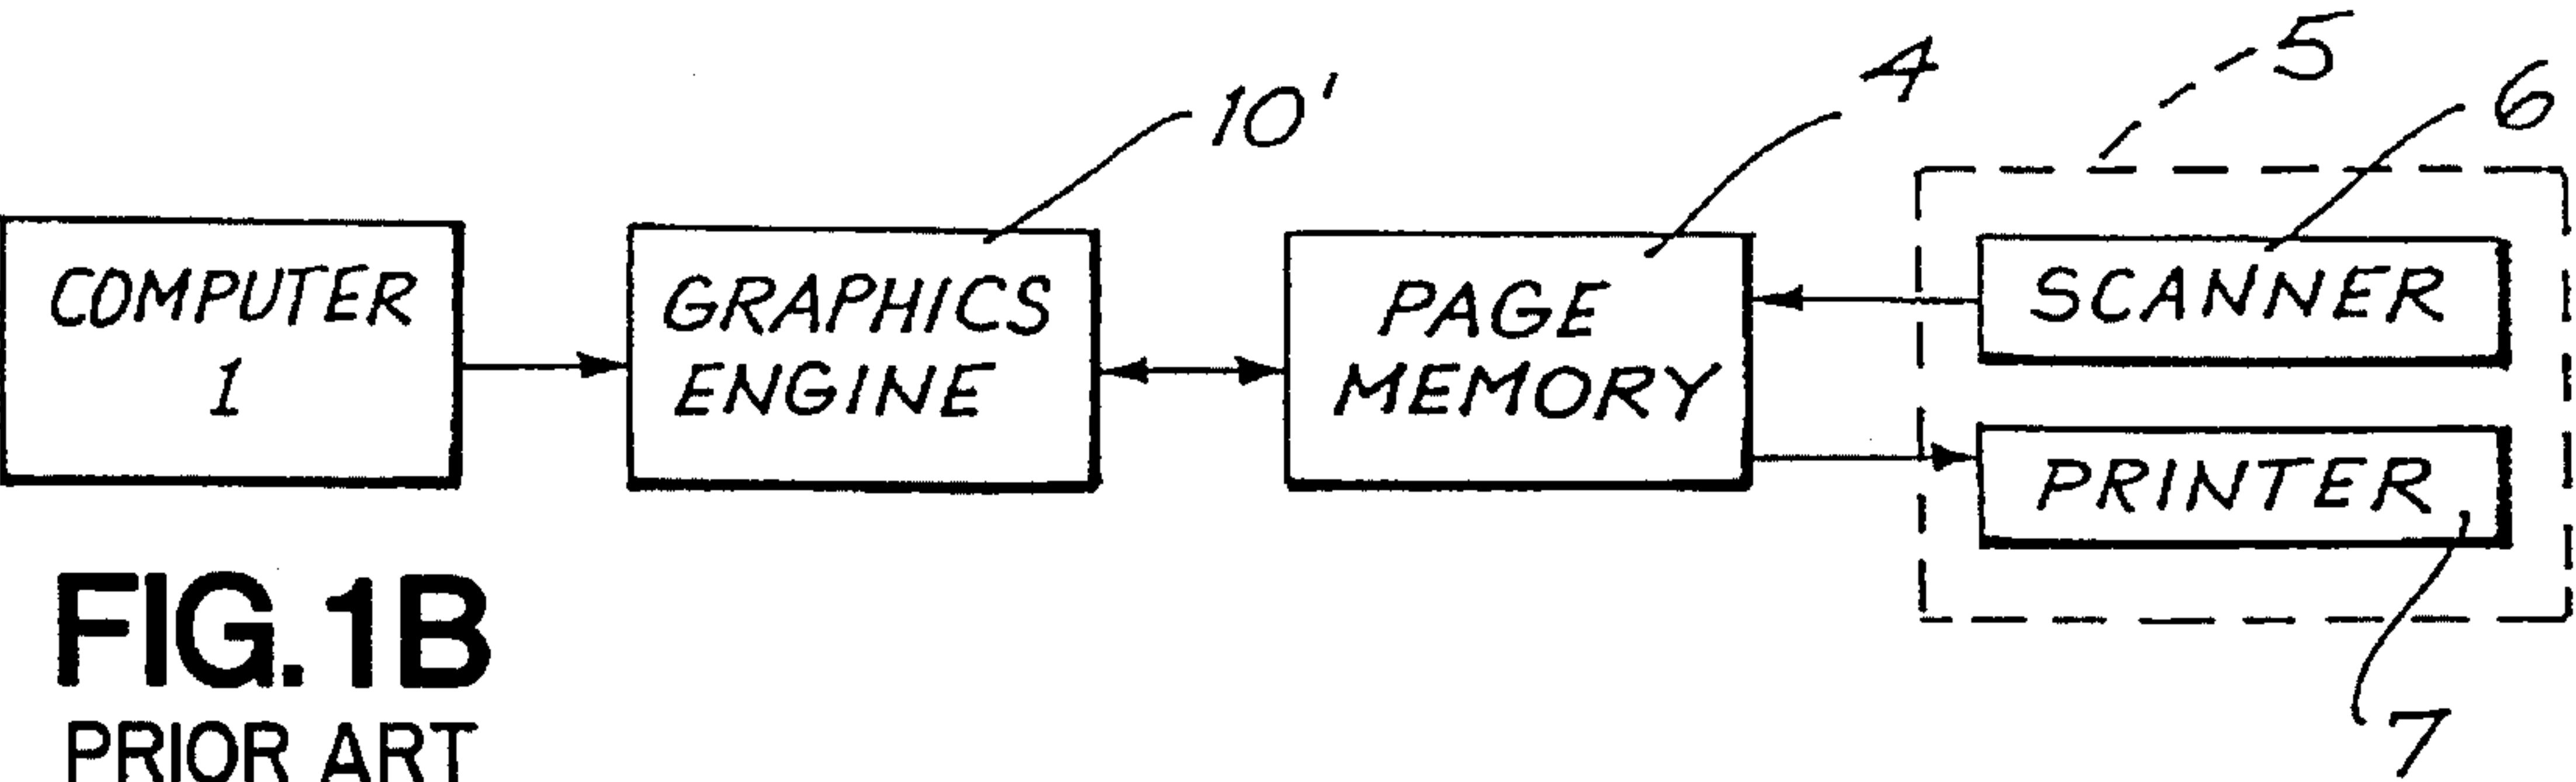 10'
4
5
6
COMPUTER
1
GRAPHICS
ENGINE
PAGE
MEMORY
SCANNER
PRINTER
7
FIG. 1B
PRIOR ART